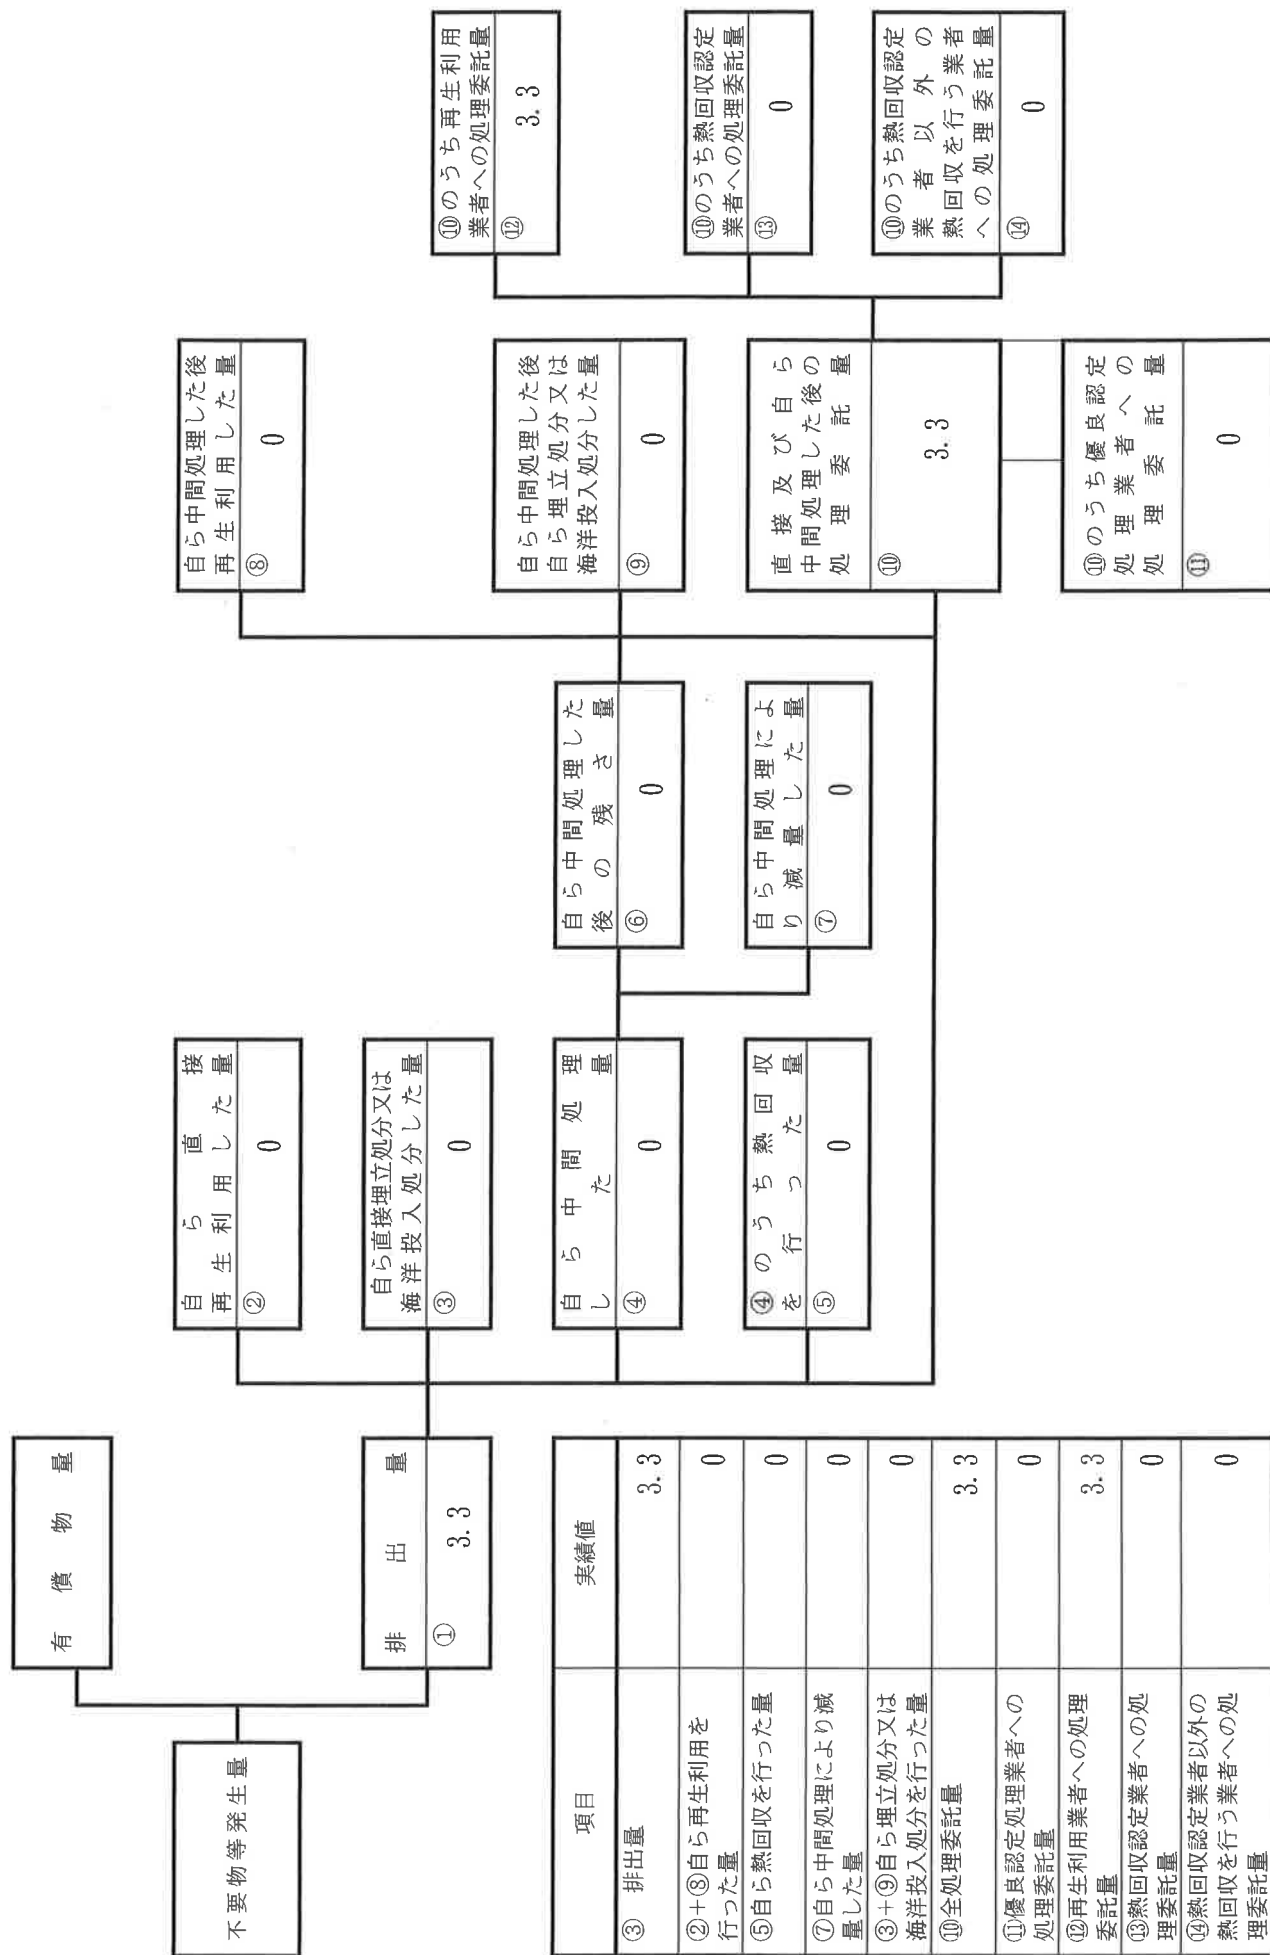 不要物等発生量
有償物量
排出量
① 3.3
自ら直接
再生利用した量
② 0
自ら直接埋立処分又は
海洋投入処分した量
③ 0
自ら中間処理
した量
④ 0
④のうち熱回収
を行った量
⑤ 0
自ら中間処理した
後の残さ量
⑥ 0
自ら中間処理によ
り減量した量
⑦ 0
自ら中間処理した後
再生利用した量
⑧ 0
自ら中間処理した後
自ら埋立処分又は
海洋投入処分した量
⑨ 0
直接及び自ら
中間処理した後の
処理委託量
⑩ 3.3
⑩のうち優良認定
処理業者への
処理委託量
⑪ 0
⑩のうち再生利用
業者への処理委託量
⑫ 3.3
⑩のうち熱回収認定
業者への処理委託量
⑬ 0
⑩のうち熱回収認定
業者以外の
熱回収を行う業者
への処理委託量
⑭ 0
項目 実績値
③ 排出量 3.3
②+⑧自ら再生利用を
行った量 0
⑤自ら熱回収を行った量 0
⑦自ら中間処理により減
量した量 0
③+⑨自ら埋立処分又は
海洋投入処分を行った量 0
⑩全処理委託量 3.3
⑪優良認定処理業者への
処理委託量 0
⑫再生利用業者への処理
委託量 3.3
⑬熱回収認定業者への処
理委託量 0
⑭熱回収認定業者以外の
熱回収を行う業者への処
理委託量 0